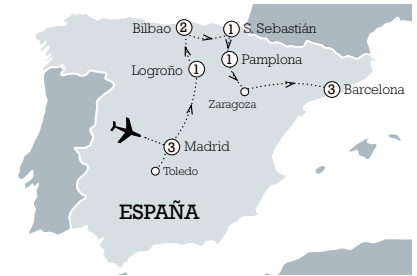 Bilbao 2 1 S. Sebastián
1 Pamplona
Logroño 1
Zaragoza
3 Barcelona
3 Madrid
Toledo
ESPAÑA